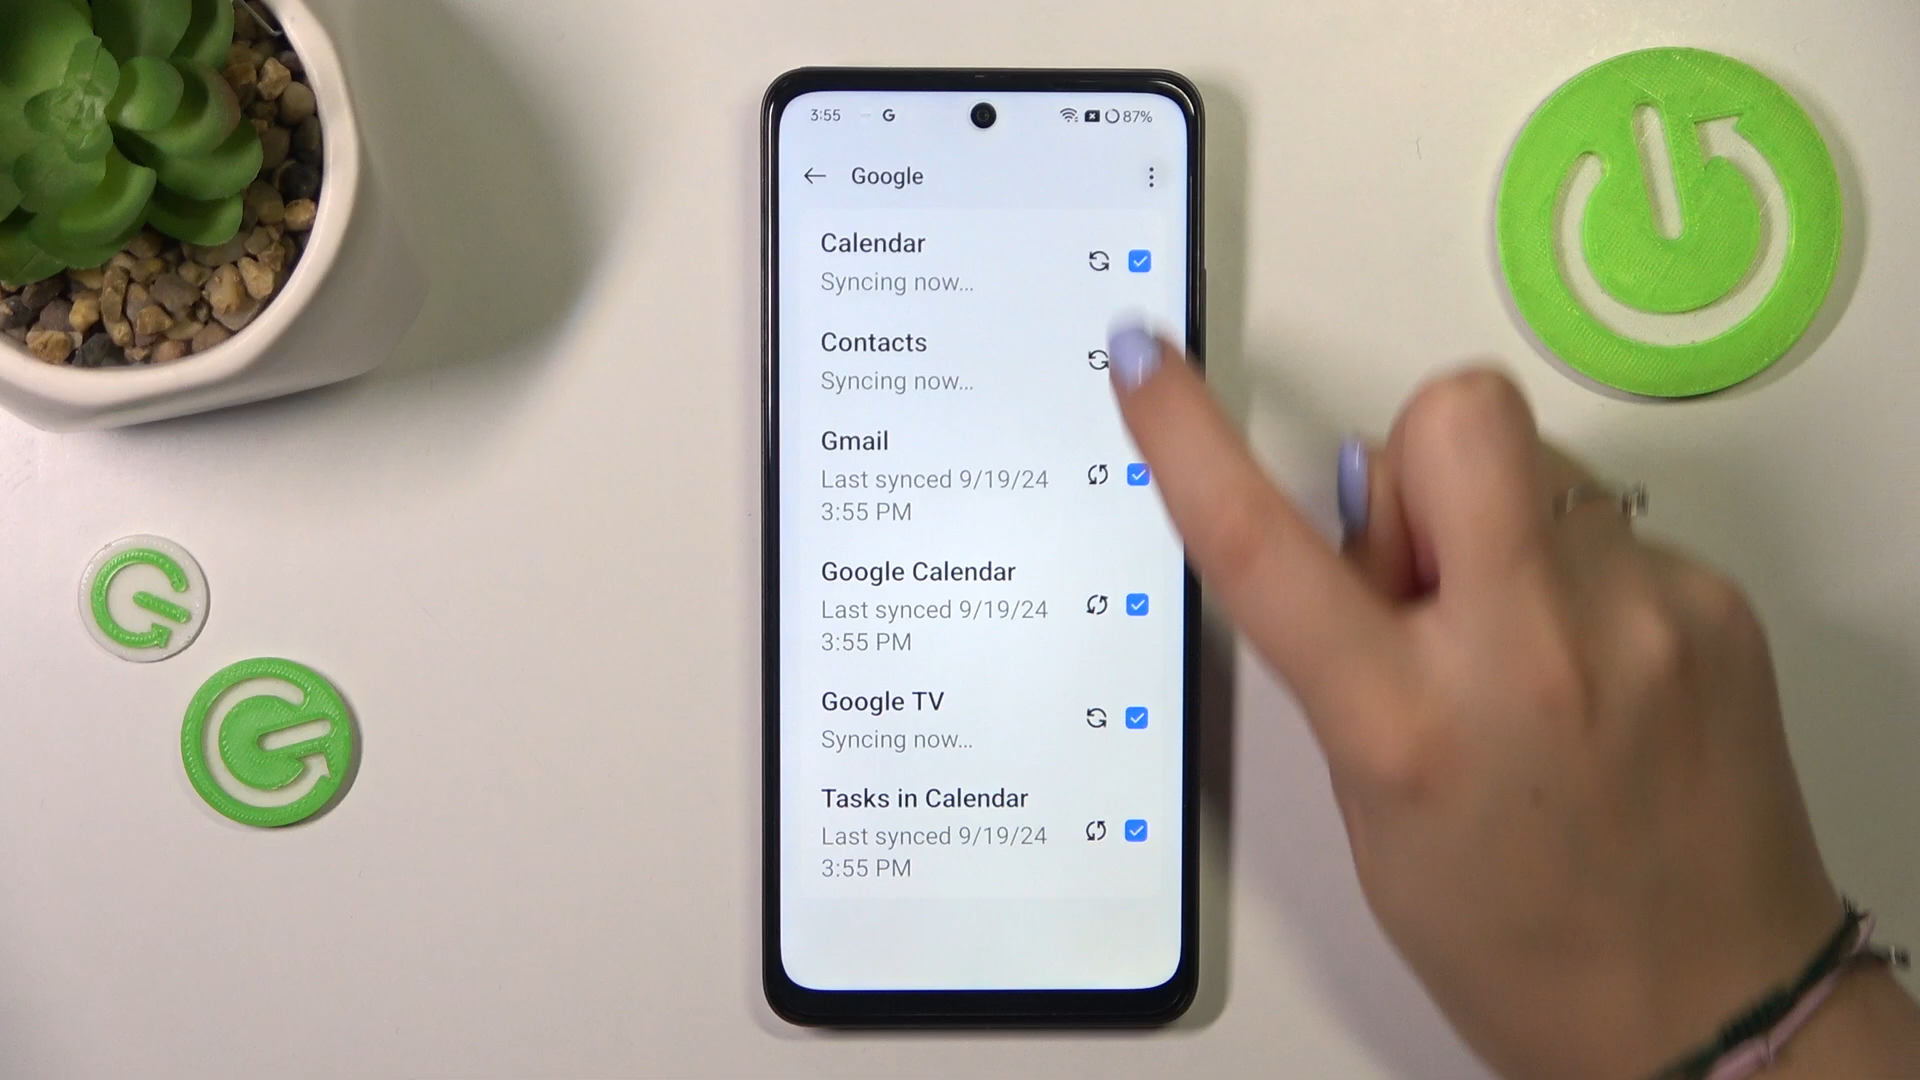 3:55 G 87%
Google
Calendar
Syncing now...
Contacts
Syncing now...
Gmail
Last synced 9/19/24
3:55 PM
Google Calendar
Last synced 9/19/24
3:55 PM
Google TV
Syncing now...
Tasks in Calendar
Last synced 9/19/24
3:55 PM